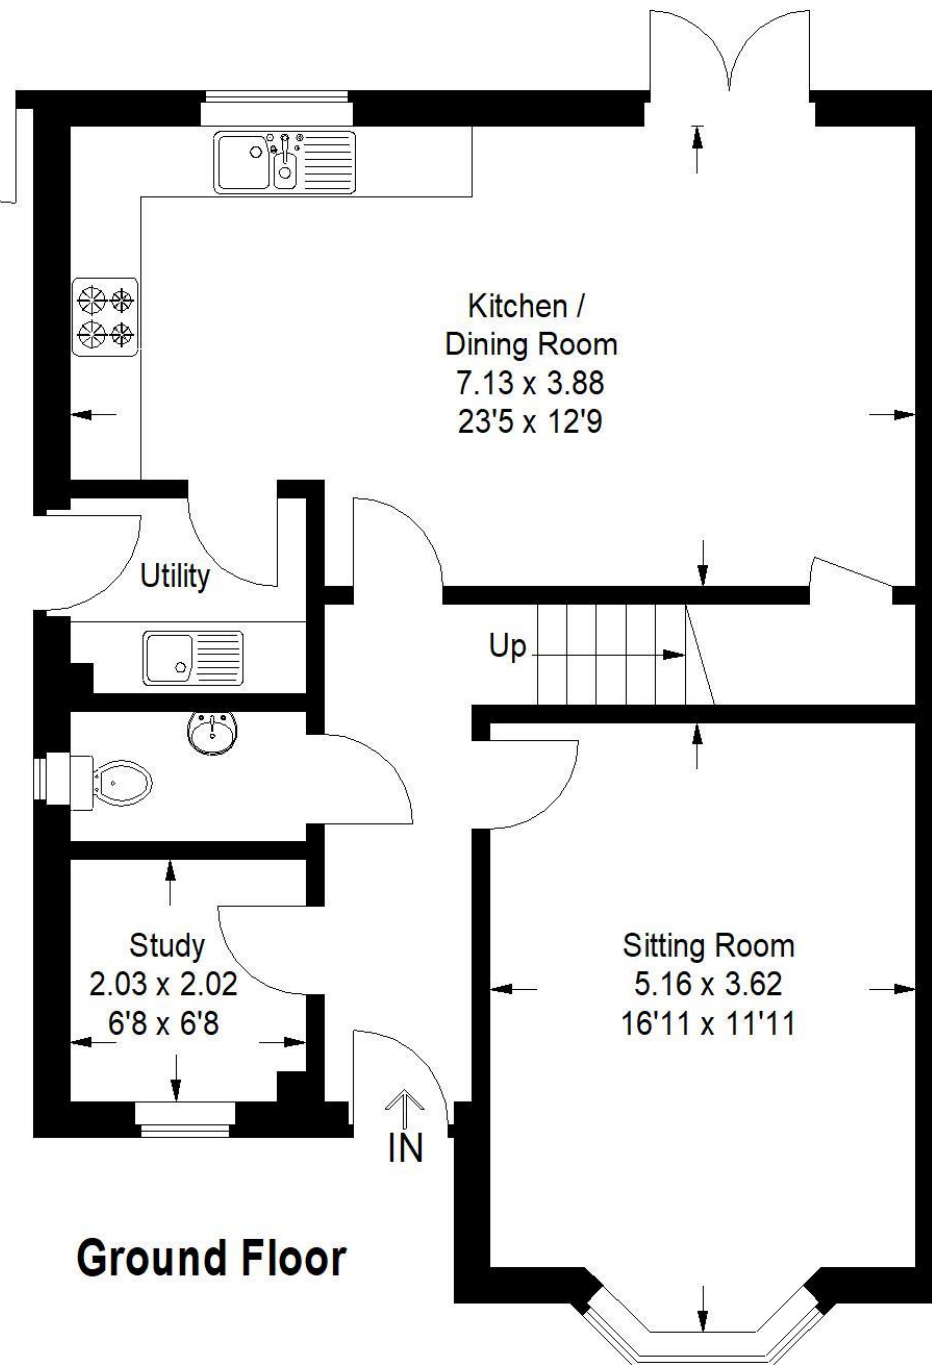 Kitchen /
Dining Room
7.13 x 3.88
23'5 x 12'9
Utility
Up
Study
2.03 x 2.02
6'8 x 6'8
Sitting Room
5.16 x 3.62
16'11 x 11'11
IN
Ground Floor